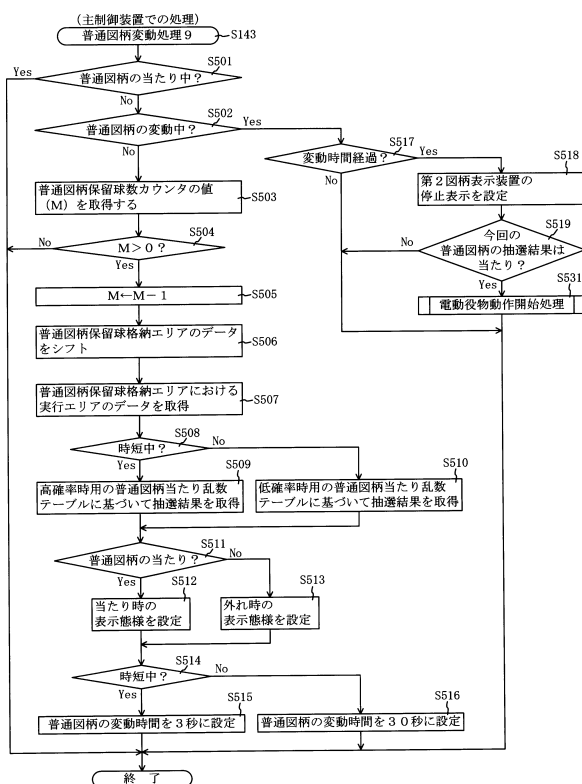 (主制御装置での処理)
普通図柄変動処理9
S143
S501
Yes
普通図柄の当たり中?
No
S502
普通図柄の変動中?
Yes
No
S517
変動時間経過?
Yes
No
S518
第2図柄表示装置の
停止表示を設定
普通図柄保留球数カウンタの値
(M)を取得する
S503
S519
今回の
普通図柄の抽選結果は
当たり?
No
Yes
S504
M>0?
No
Yes
S531
電動役物動作開始処理
M←M-1
S505
普通図柄保留球格納エリアのデータ
をシフト
S506
普通図柄保留球格納エリアにおける
実行エリアのデータを取得
S507
S508
時短中?
No
Yes
S509
高確率時用の普通図柄当たり乱数
テーブルに基づいて抽選結果を取得
S510
低確率時用の普通図柄当たり乱数
テーブルに基づいて抽選結果を取得
S511
普通図柄の当たり?
No
Yes
S512
当たり時の
表示態様を設定
S513
外れ時の
表示態様を設定
S514
時短中?
No
Yes
S515
普通図柄の変動時間を3秒に設定
S516
普通図柄の変動時間を30秒に設定
終 了